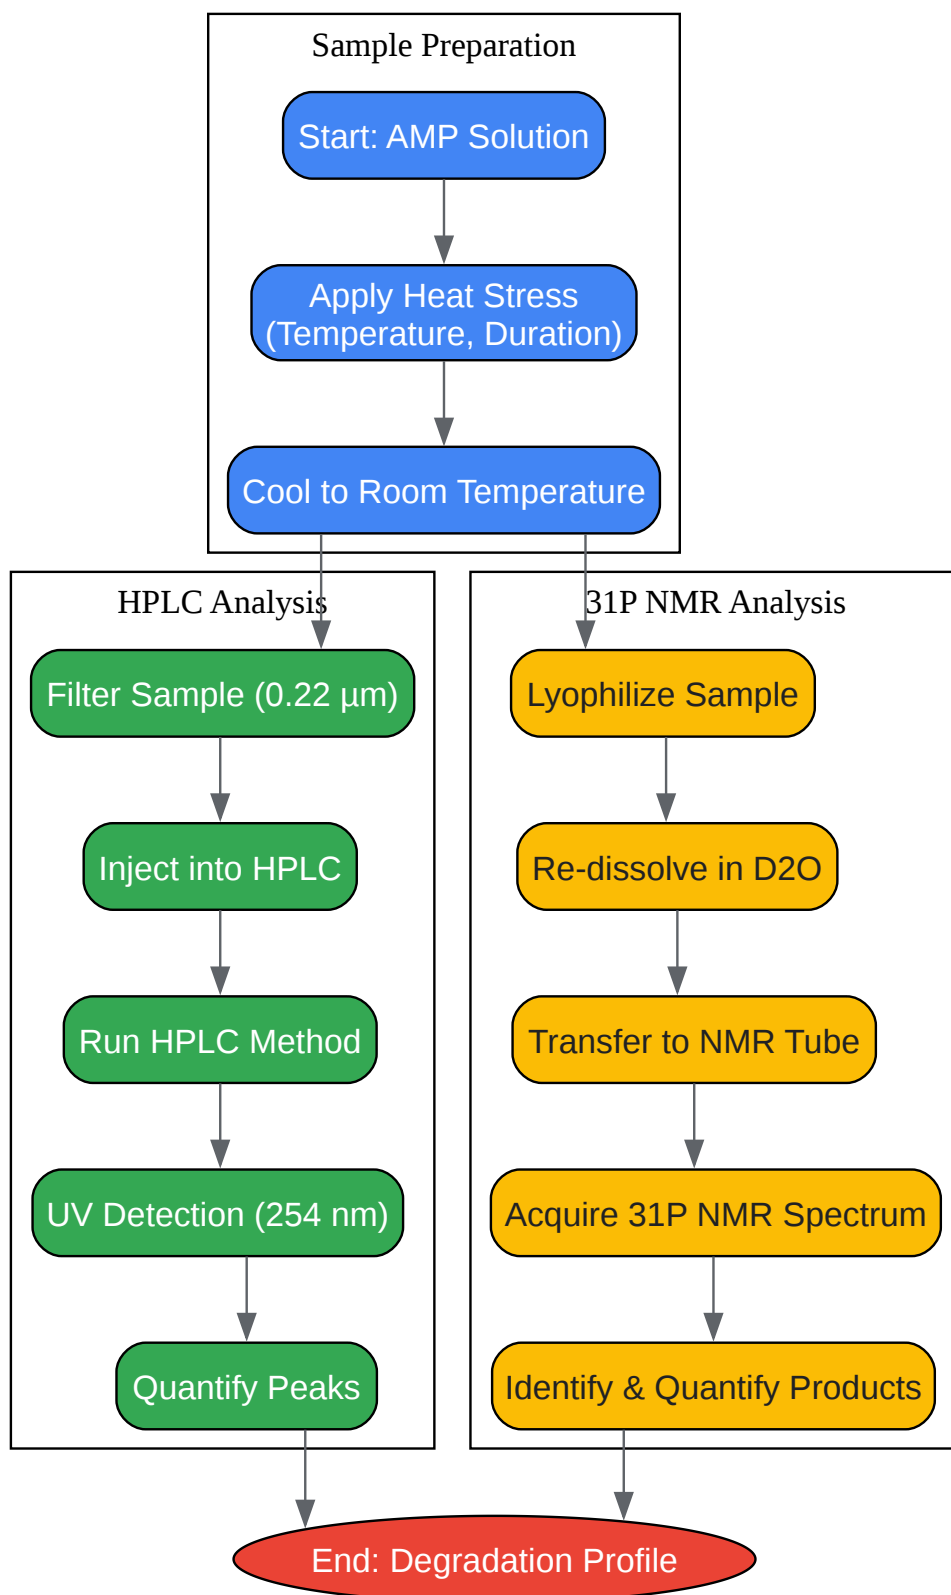 Sample Preparation
Start: AMP Solution
Apply Heat Stress
(Temperature, Duration)
Cool to Room Temperature
HPLC Analysis
Filter Sample (0.22 µm)
Inject into HPLC
Run HPLC Method
UV Detection (254 nm)
Quantify Peaks
31P NMR Analysis
Lyophilize Sample
Re-dissolve in D2O
Transfer to NMR Tube
Acquire 31P NMR Spectrum
Identify & Quantify Products
End: Degradation Profile